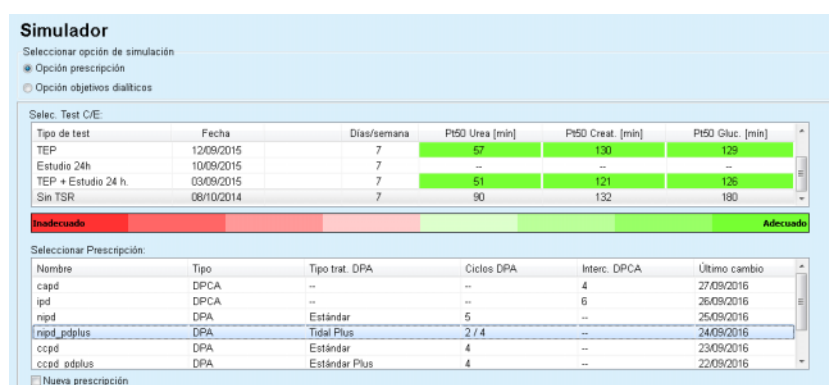 Simulador
Seleccionar opción de simulación
Opción prescripción
Opción objetivos dialíticos
Selec. Test C/E:
Tipo de test Fecha Días/semana Pt50 Urea [min] Pt50 Creat. [min] Pt50 Gluc. [min]
TEP 12/09/2015 7 57 130 129
Estudio 24h 10/09/2015 7 -- -- --
TEP + Estudio 24 h. 03/09/2015 7 51 121 126
Sin TSR 08/10/2014 7 90 132 180
Inadecuado Adecuado
Seleccionar Prescripción:
Nombre Tipo Tipo trat. DPA Ciclos DPA Interc. DPCA Último cambio
capd DPCA -- -- 4 27/09/2016
ipd DPCA -- -- 6 26/09/2016
nipd DPA Estándar 5 -- 25/09/2016
nipd_pdplus DPA Tidal Plus 2 / 4 -- 24/09/2016
ccpd DPA Estándar 4 -- 23/09/2016
ccpd_pdplus DPA Estándar Plus 4 -- 22/09/2016
Nueva prescripción